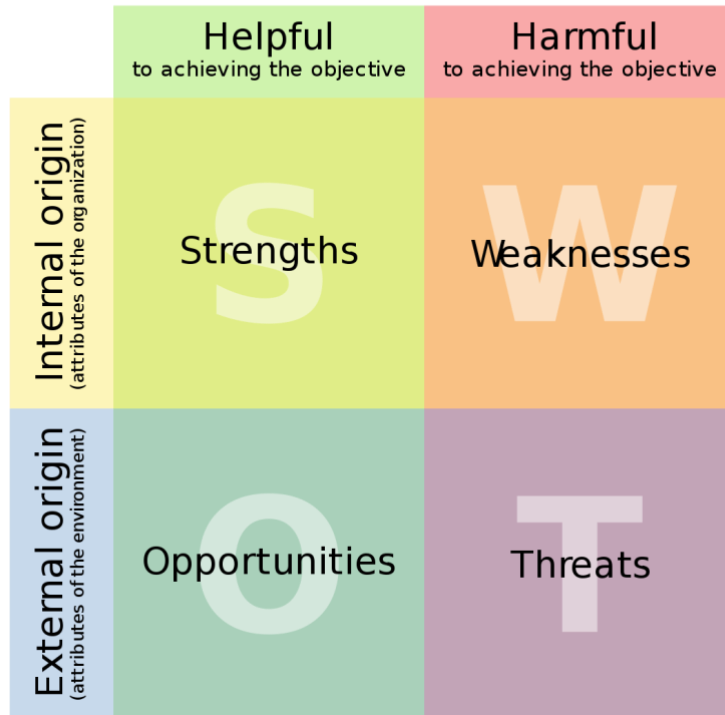 Helpful
to achieving the objective
Harmful
to achieving the objective
Internal origin
(attributes of the organization)
S
Strengths
W
Weaknesses
External origin
(attributes of the environment)
O
Opportunities
T
Threats